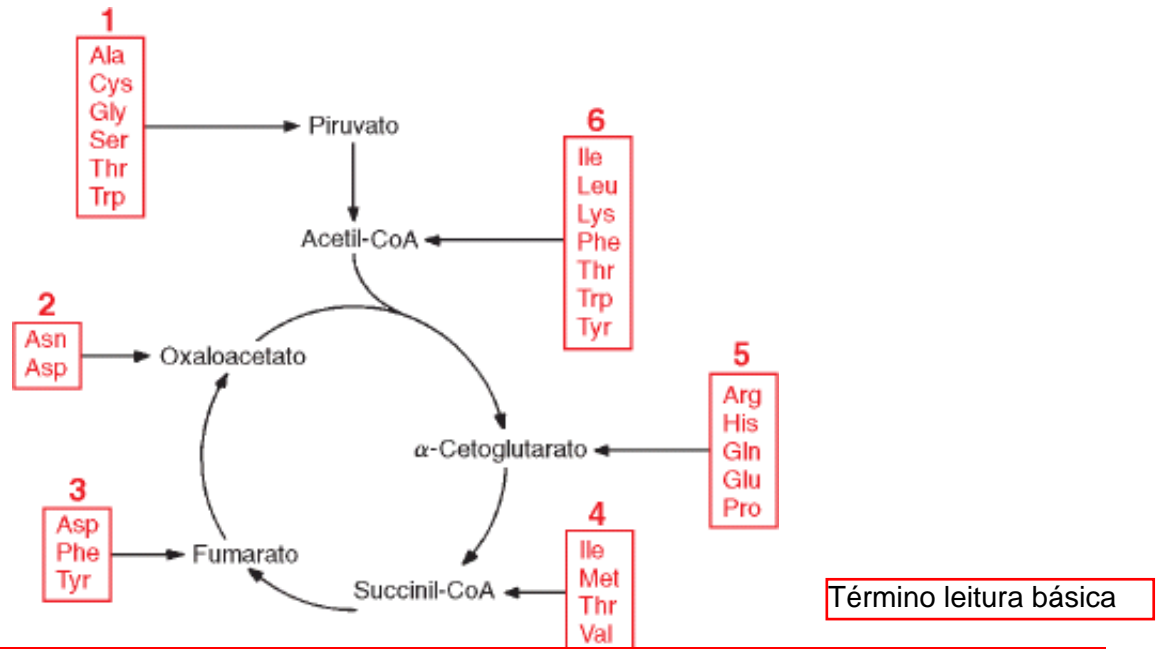 1
Ala
Cys
Gly
Ser
Thr
Trp
Piruvato
6
Ile
Leu
Lys
Phe
Thr
Trp
Tyr
Acetil-CoA
2
Asn
Asp
Oxaloacetato
5
Arg
His
Gln
Glu
Pro
α-Cetoglutarato
3
Asp
Phe
Tyr
Fumarato
4
Ile
Met
Thr
Val
Succinil-CoA
Término leitura básica